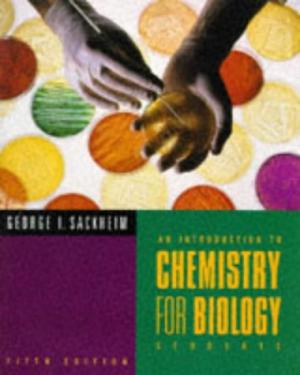 GEORGE I. SACKHEIM
AN INTRODUCTION TO
CHEMISTRY
FOR BIOLOGY
STUDENTS
FIFTH EDITION